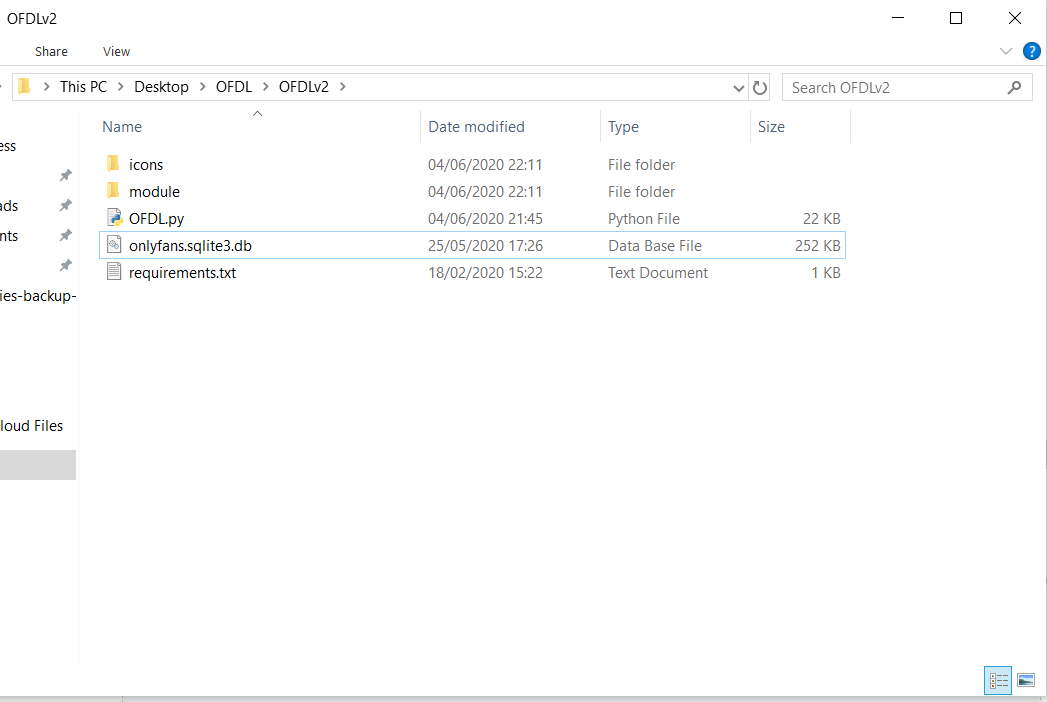 OFDLv2
Share View
?
This PC Desktop OFDL OFDLv2 Search OFDLv2
Name Date modified Type Size
ess
icons 04/06/2020 22:11 File folder
module 04/06/2020 22:11 File folder
ads
OFDL.py 04/06/2020 21:45 Python File 22 KB
nts
onlyfans.sqlite3.db 25/05/2020 17:26 Data Base File 252 KB
requirements.txt 18/02/2020 15:22 Text Document 1 KB
ies-backup-
loud Files